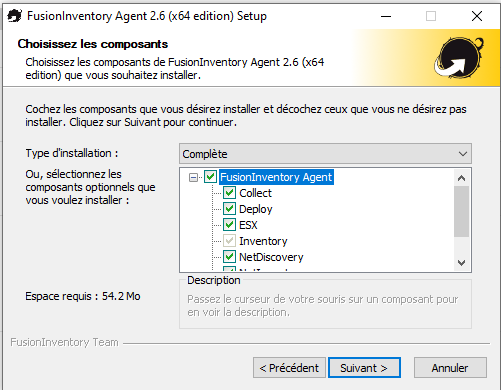 FusionInventory Agent 2.6 (x64 edition) Setup
Choisissez les composants
Choisissez les composants de FusionInventory Agent 2.6 (x64
edition) que vous souhaitez installer.
Cochez les composants que vous désirez installer et décochez ceux que vous ne désirez pas
installer. Cliquez sur Suivant pour continuer.
Type d'installation :
Complète
Ou, sélectionnez les
composants optionnels que
vous voulez installer :
FusionInventory Agent
Collect
Deploy
ESX
Inventory
NetDiscovery
Espace requis : 54.2 Mo
Description
Passez le curseur de votre souris sur un composant pour
en voir la description.
FusionInventory Team
< Précédent
Suivant >
Annuler